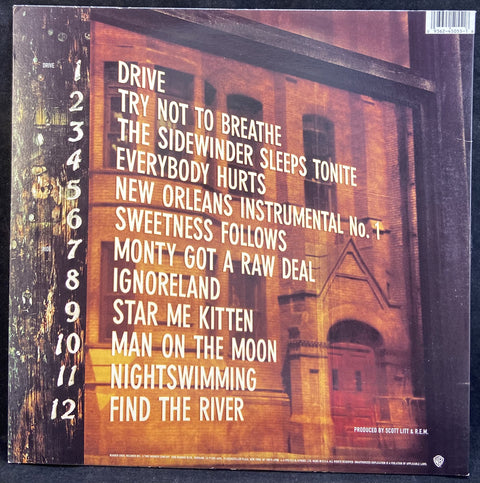 DRIVE
1 DRIVE
2 TRY NOT TO BREATHE
3 THE SIDEWINDER SLEEPS TONITE
4 EVERYBODY HURTS
5 NEW ORLEANS INSTRUMENTAL No. 1
6 SWEETNESS FOLLOWS
7 MONTY GOT A RAW DEAL
8 IGNORELAND
9 STAR ME KITTEN
10 MAN ON THE MOON
11 NIGHTSWIMMING
12 FIND THE RIVER
PRODUCED BY SCOTT LITT & R.E.M.